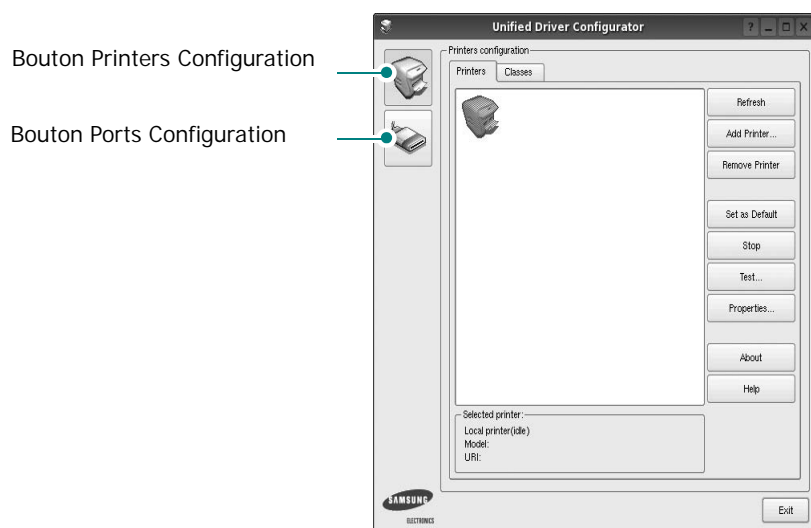 Unified Driver Configurator
Bouton Printers Configuration
Bouton Ports Configuration
Printers configuration
Printers
Classes
Refresh
Add Printer...
Remove Printer
Set as Default
Stop
Test...
Properties...
About
Help
Selected printer:
Local printer(idle)
Model:
URI:
SAMSUNG
ELECTRONICS
Exit